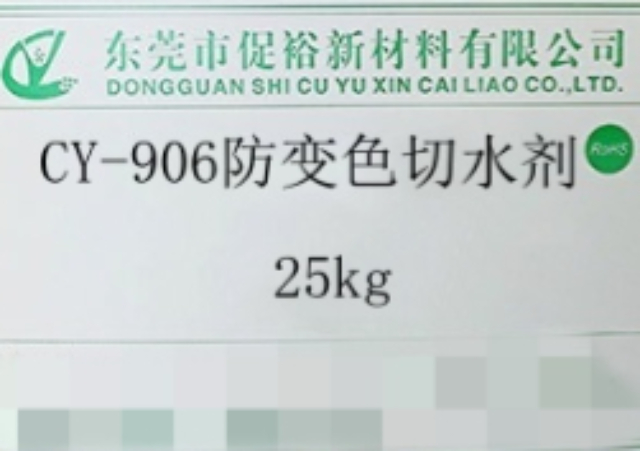 东莞市促裕新材料有限公司
DONGGUAN SHI CU YU XIN CAI LIAO CO.,LTD.
CY-906防变色切水剂
RoHS
25kg